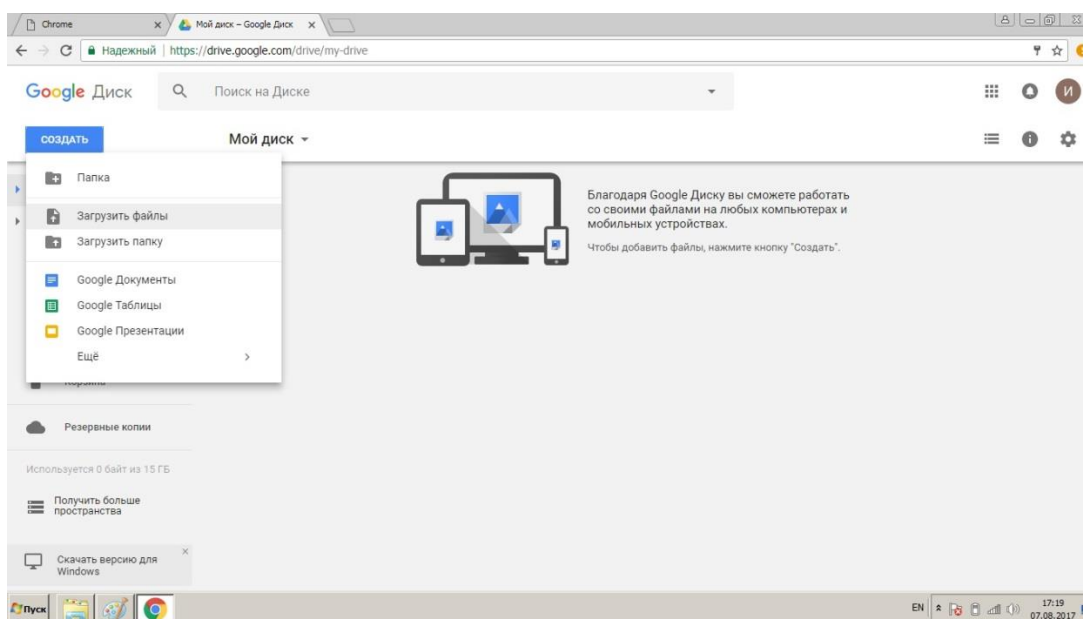 Chrome
Мой диск – Google Диск
Надежный | https://drive.google.com/drive/my-drive
Google Диск
Поиск на Диске
И
СОЗДАТЬ
Мой диск
Папка
Загрузить файлы
Загрузить папку
Google Документы
Google Таблицы
Google Презентации
Ещё
Корзина
Резервные копии
Используется 0 байт из 15 ГБ
Получить больше
пространства
Скачать версию для
Windows
Благодаря Google Диску вы сможете работать
со своими файлами на любых компьютерах и
мобильных устройствах.
Чтобы добавить файлы, нажмите кнопку "Создать".
Пуск
EN
17:19
07.08.2017